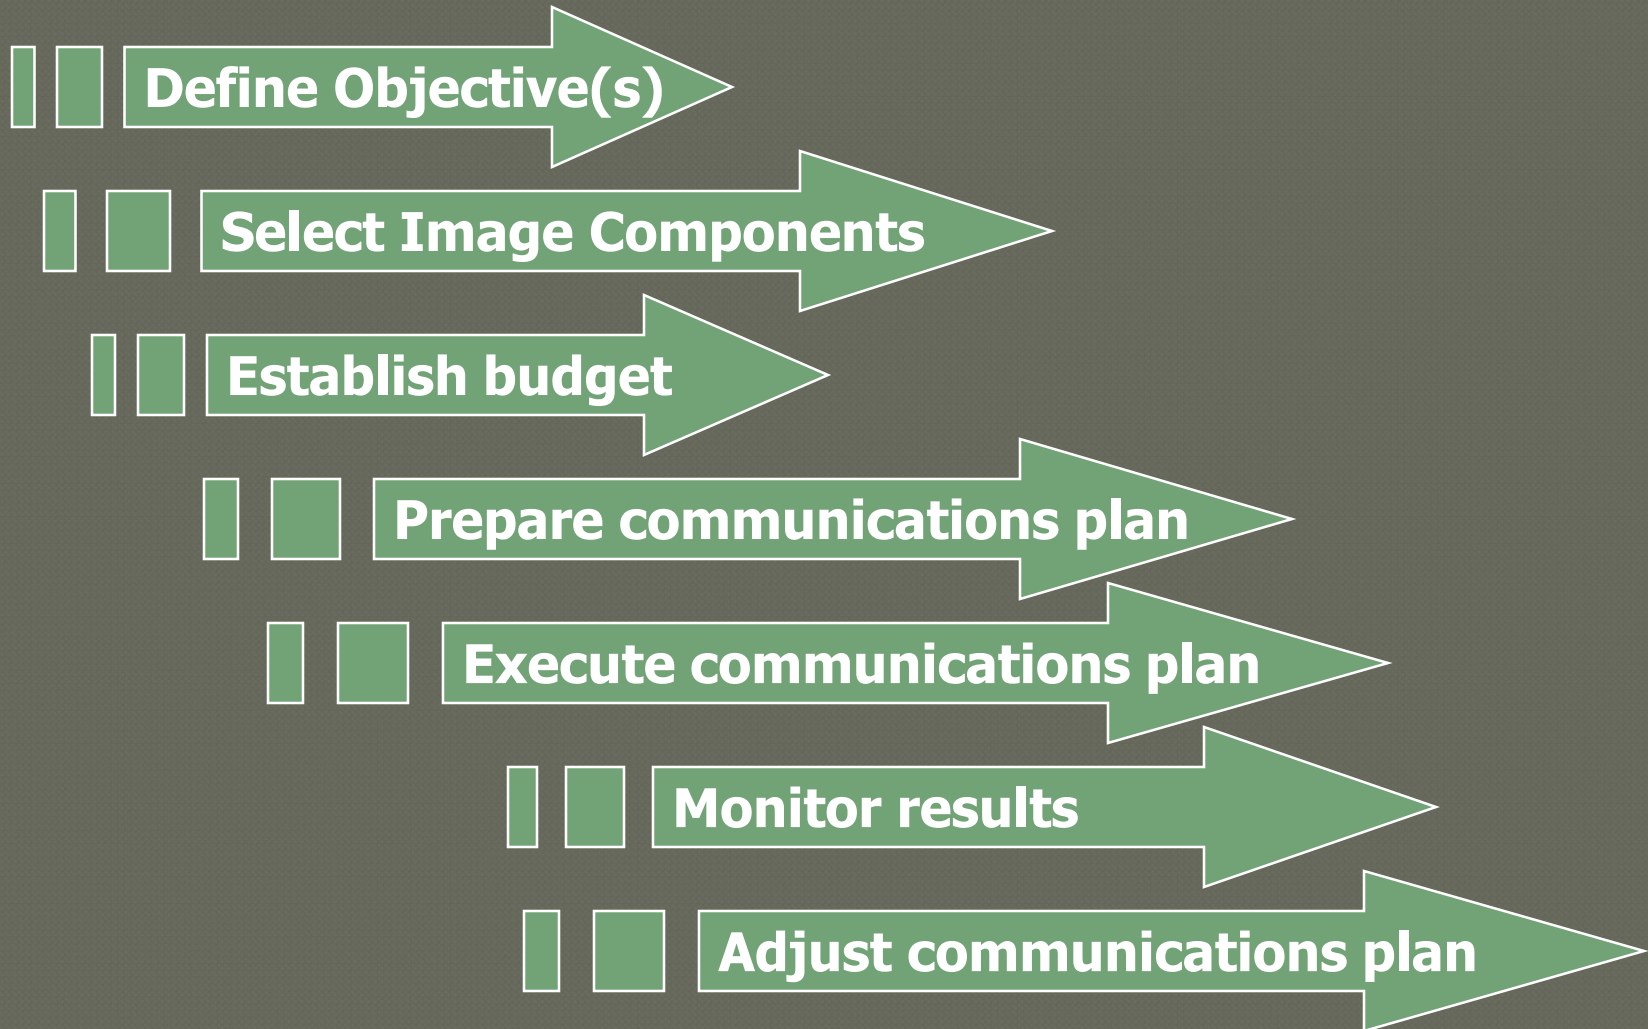 Define Objective(s)
Select Image Components
Establish budget
Prepare communications plan
Execute communications plan
Monitor results
Adjust communications plan